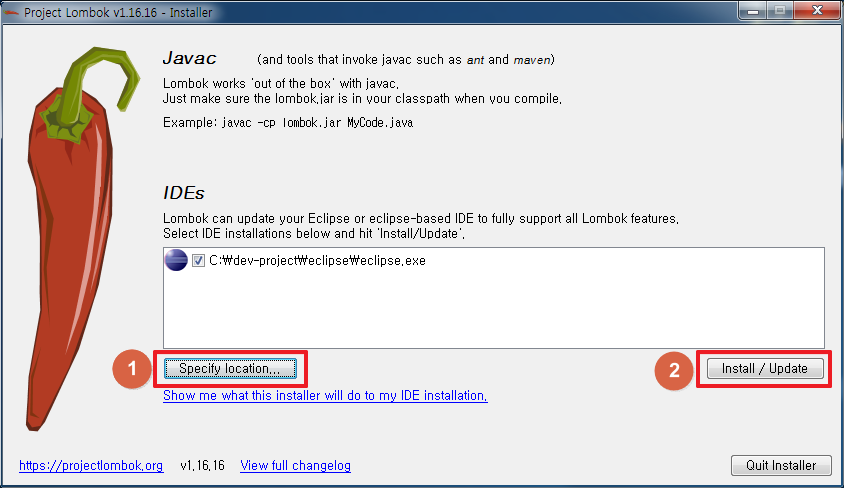 Project Lombok v1.16.16 - Installer
Javac (and tools that invoke javac such as ant and maven)
Lombok works 'out of the box' with javac.
Just make sure the lombok.jar is in your classpath when you compile.
Example: javac -cp lombok.jar MyCode.java
IDEs
Lombok can update your Eclipse or eclipse-based IDE to fully support all Lombok features.
Select IDE installations below and hit 'Install/Update'.
C:₩dev-project₩eclipse₩eclipse.exe
1 Specify location... 2 Install / Update
Show me what this installer will do to my IDE installation.
https://projectlombok.org v1.16.16 View full changelog Quit Installer